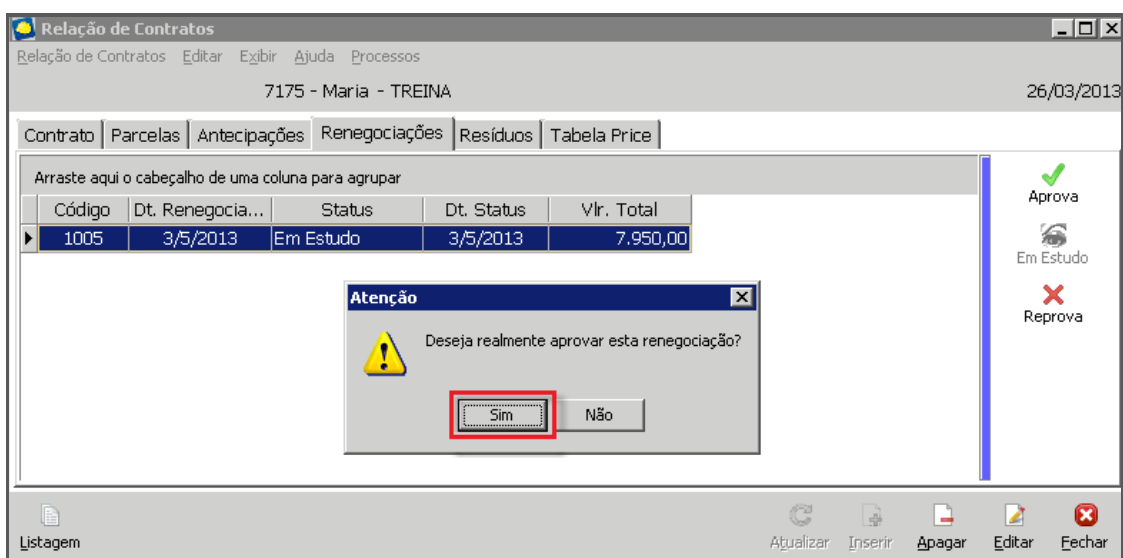 Relação de Contratos
Relação de Contratos Editar Exibir Ajuda Processos
7175 - Maria - TREINA 26/03/2013
Contrato Parcelas Antecipações Renegociações Resíduos Tabela Price
Arraste aqui o cabeçalho de uma coluna para agrupar
Código Dt. Renegocia... Status Dt. Status Vlr. Total
1005 3/5/2013 Em Estudo 3/5/2013 7.950,00
Aprova
Em Estudo
Reprova
Atenção
Deseja realmente aprovar esta renegociação?
Sim Não
Listagem Atualizar Inserir Apagar Editar Fechar